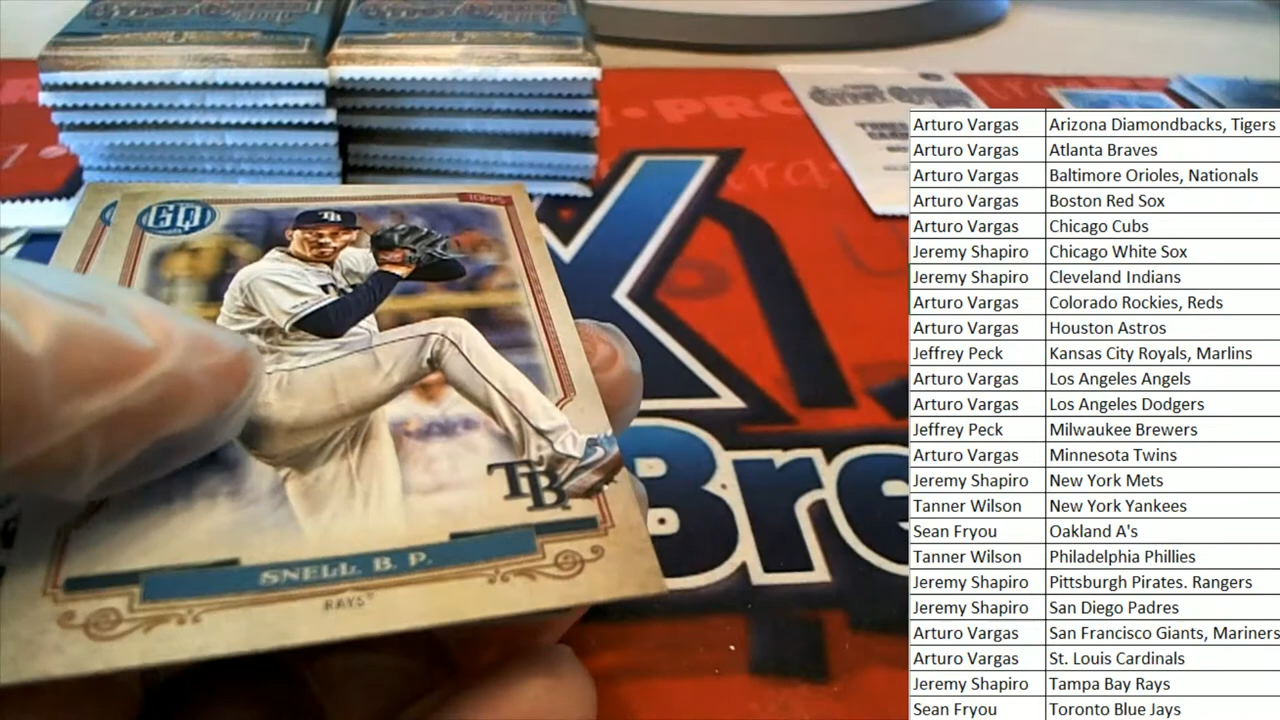 GQ
TOPPS
TB
TB
SNELL. B. P.
RAYS
PRO
Bre
Arturo Vargas Arizona Diamondbacks, Tigers
Arturo Vargas Atlanta Braves
Arturo Vargas Baltimore Orioles, Nationals
Arturo Vargas Boston Red Sox
Arturo Vargas Chicago Cubs
Jeremy Shapiro Chicago White Sox
Jeremy Shapiro Cleveland Indians
Arturo Vargas Colorado Rockies, Reds
Arturo Vargas Houston Astros
Jeffrey Peck Kansas City Royals, Marlins
Arturo Vargas Los Angeles Angels
Arturo Vargas Los Angeles Dodgers
Jeffrey Peck Milwaukee Brewers
Arturo Vargas Minnesota Twins
Jeremy Shapiro New York Mets
Tanner Wilson New York Yankees
Sean Fryou Oakland A's
Tanner Wilson Philadelphia Phillies
Jeremy Shapiro Pittsburgh Pirates. Rangers
Jeremy Shapiro San Diego Padres
Arturo Vargas San Francisco Giants, Mariners
Arturo Vargas St. Louis Cardinals
Jeremy Shapiro Tampa Bay Rays
Sean Fryou Toronto Blue Jays